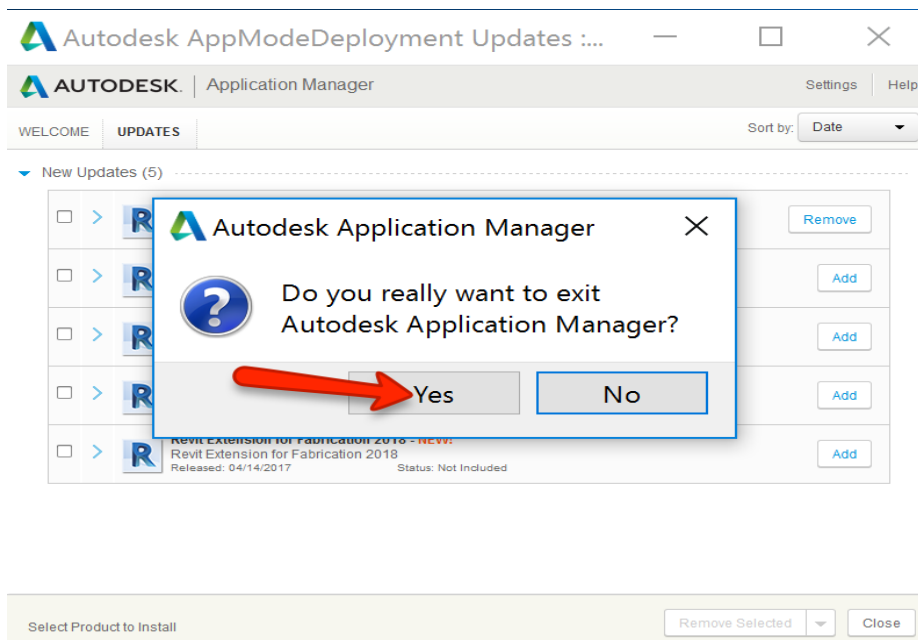 Autodesk AppModeDeployment Updates :...
AUTODESK. Application Manager Settings Help
WELCOME UPDATES Sort by: Date
New Updates (5)
Remove
Autodesk Application Manager
Add
Do you really want to exit
Autodesk Application Manager?
Add
Yes No
Add
Revit Extension for Fabrication 2018 - NEW!
Revit Extension for Fabrication 2018 Add
Released: 04/14/2017 Status: Not Included
Select Product to Install Remove Selected Close